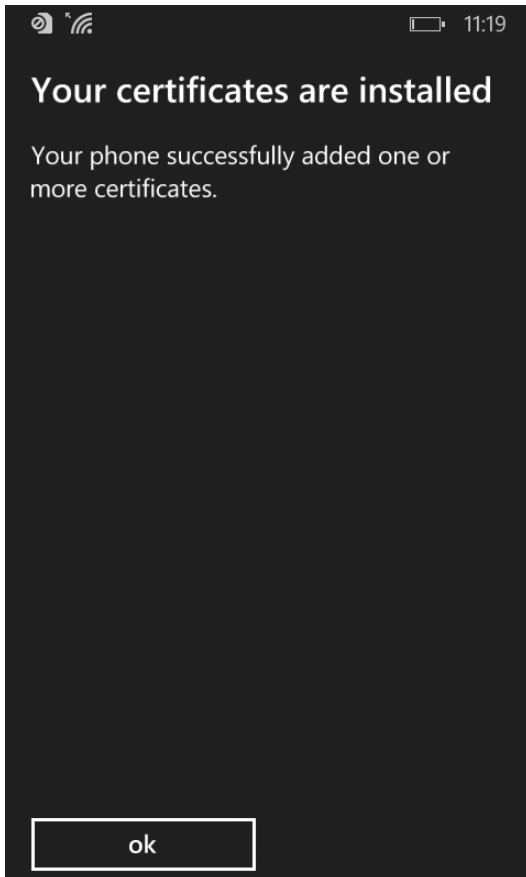 11:19
Your certificates are installed
Your phone successfully added one or
more certificates.
ok